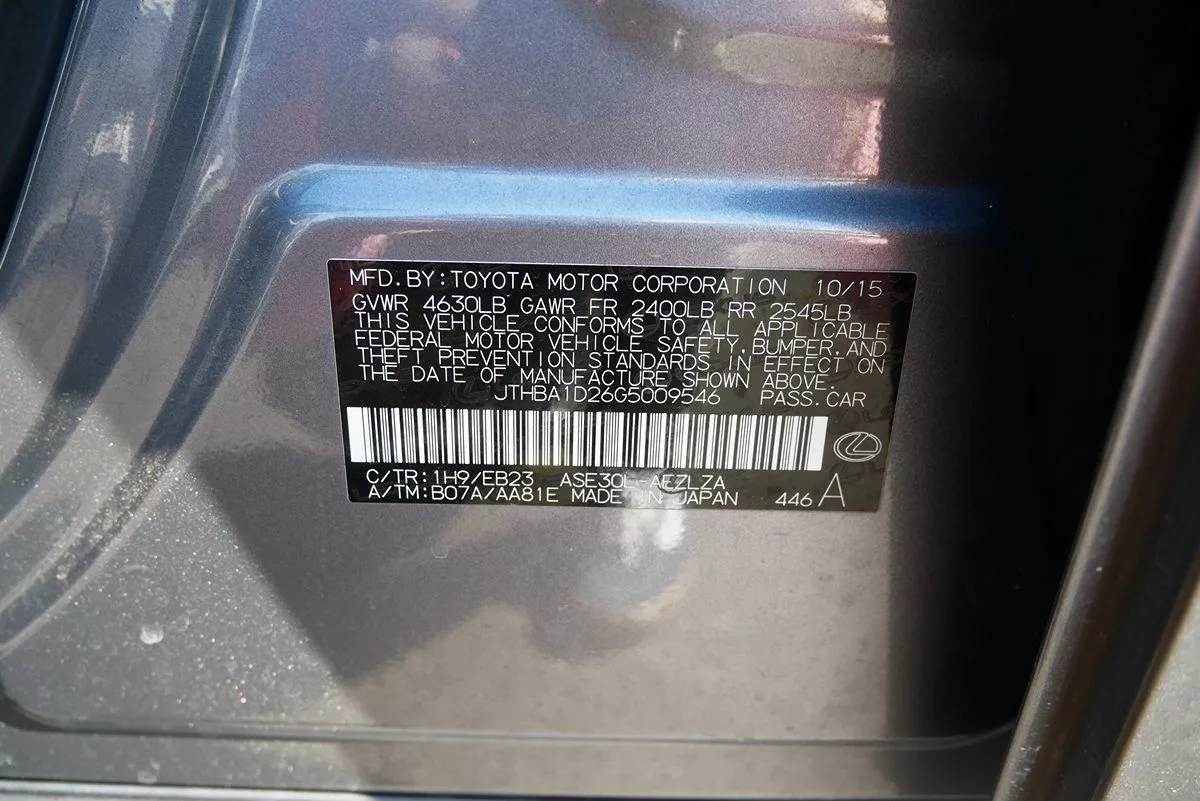 MFD.BY:TOYOTA MOTOR CORPORATION 10/15
GVWR 4630LB GAWR FR 2400LB RR 2545LB
THIS VEHICLE CONFORMS TO ALL APPLICABLE
FEDERAL MOTOR VEHICLE SAFETY,BUMPER,AND
THEFT PREVENTION STANDARDS IN EFFECT ON
THE DATE OF MANUFACTURE SHOWN ABOVE.
JTHBA1D26G5009546 PASS.CAR
C/TR:1H9/EB23 ASE30L-AEZLZA
A/TM:B07A/AA81E MADE IN JAPAN 446 A